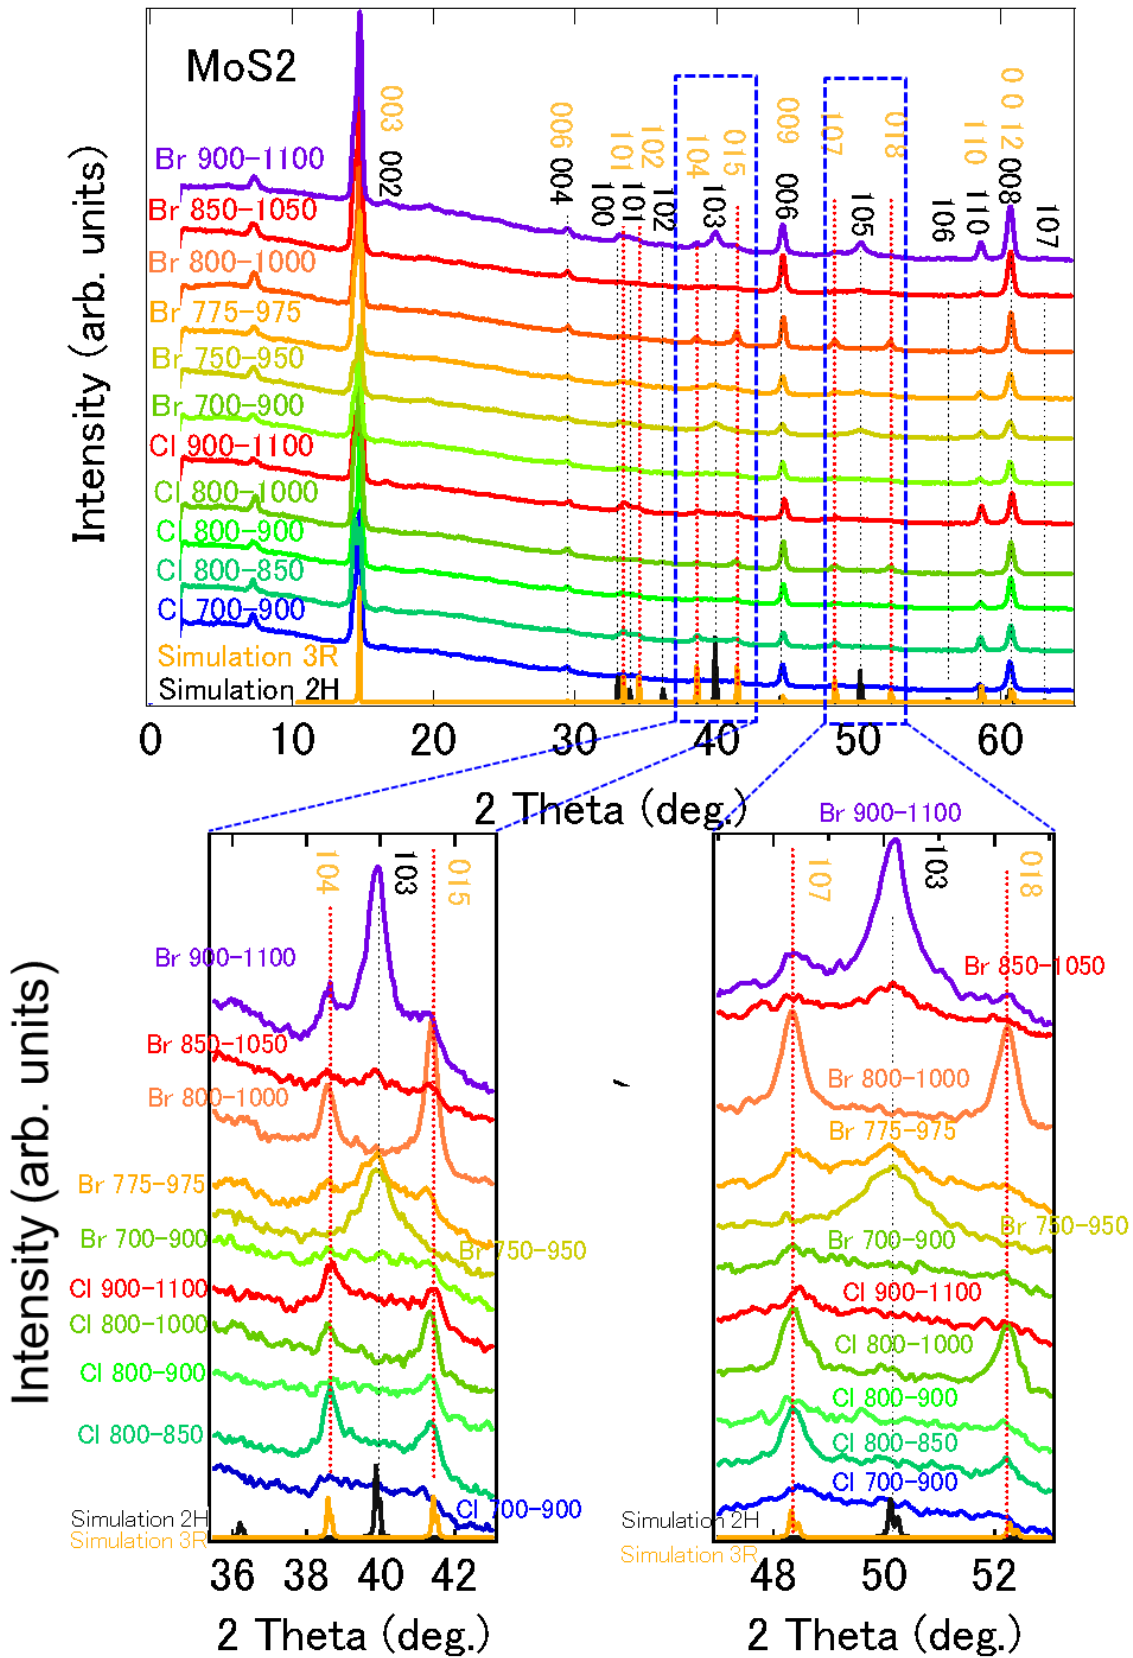 MoS2
Intensity (arb. units)
Br 900-1100
Br 850-1050
Br 800-1000
Br 775-975
Br 750-950
Br 700-900
Cl 900-1100
Cl 800-1000
Cl 800-900
Cl 800-850
Cl 700-900
Simulation 3R
Simulation 2H
003
002
006
004
100
101
101
102
102
104
103
015
009
006
107
105
018
106
110
110
0 0 12
008
107
0
10
20
30
40
50
60
2 Theta (deg.)
Intensity (arb. units)
104
103
015
Br 900-1100
Br 850-1050
Br 800-1000
Br 775-975
Br 700-900
Br 750-950
Cl 900-1100
Cl 800-1000
Cl 800-900
Cl 800-850
Cl 700-900
Simulation 2H
Simulation 3R
36
38
40
42
2 Theta (deg.)
,
Br 900-1100
107
103
018
Br 850-1050
Br 800-1000
Br 775-975
Br 750-950
Br 700-900
Cl 900-1100
Cl 800-1000
Cl 800-900
Cl 800-850
Cl 700-900
Simulation 2H
Simulation 3R
48
50
52
2 Theta (deg.)